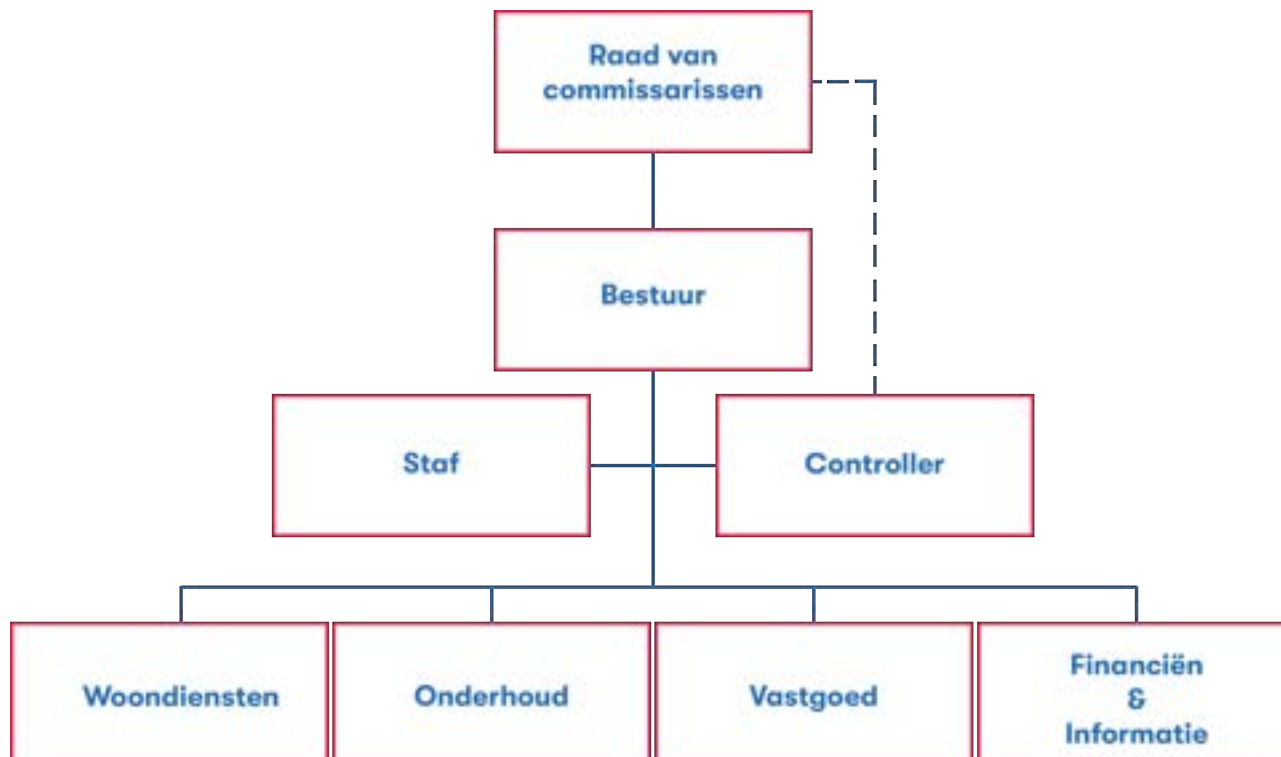 Raad van
commissarissen
Bestuur
Staf
Controller
Woondiensten
Onderhoud
Vastgoed
Financiën
&
Informatie